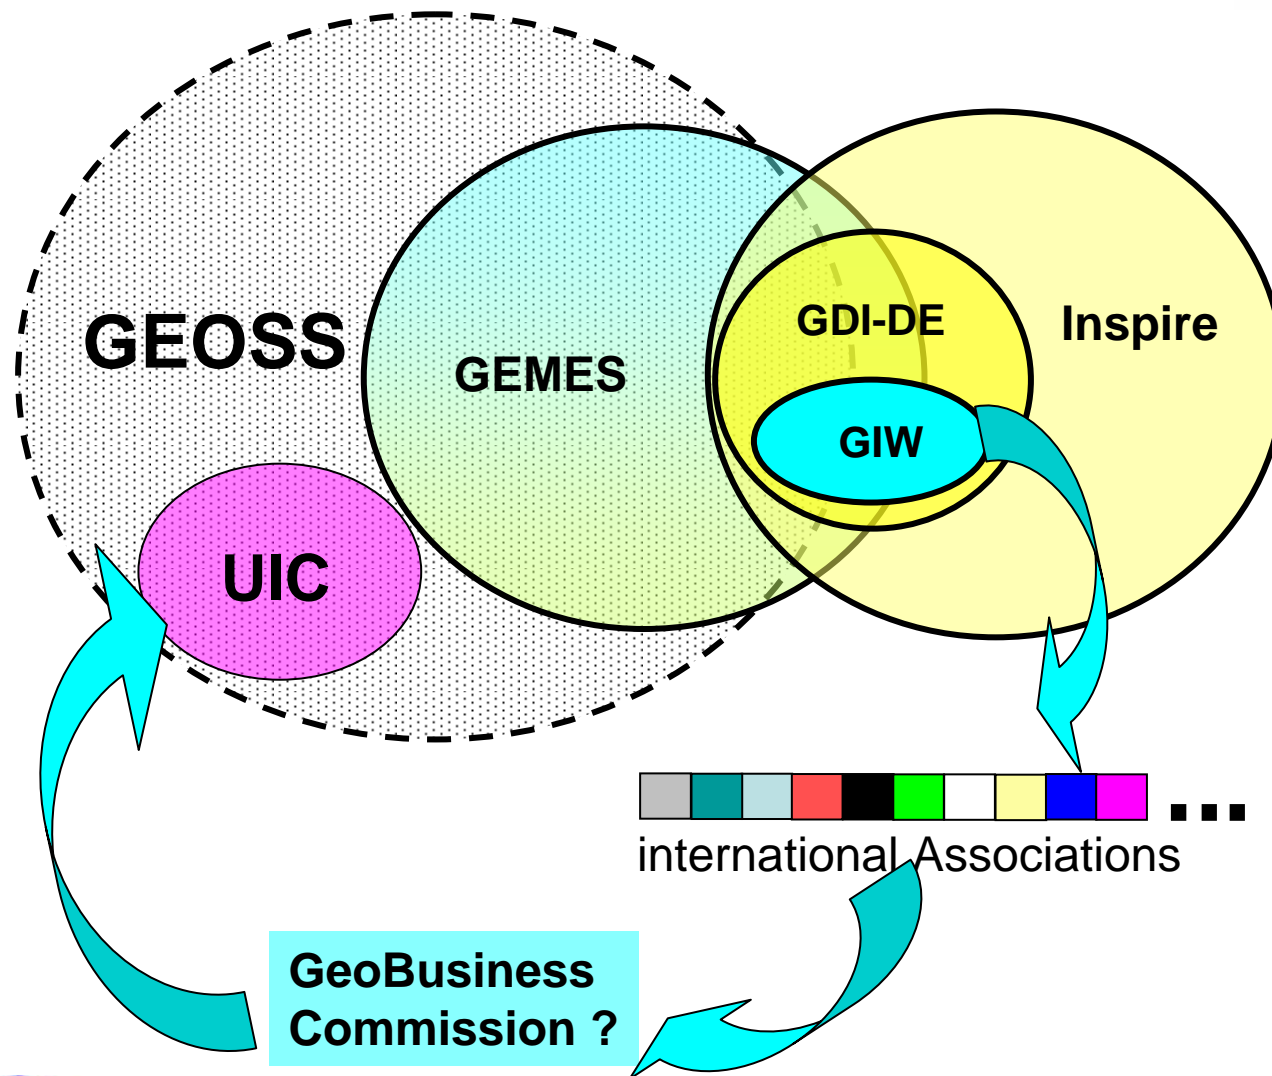 GEOSS
GEMES
GDI-DE
Inspire
GIW
UIC
...
international Associations
GeoBusiness
Commission ?